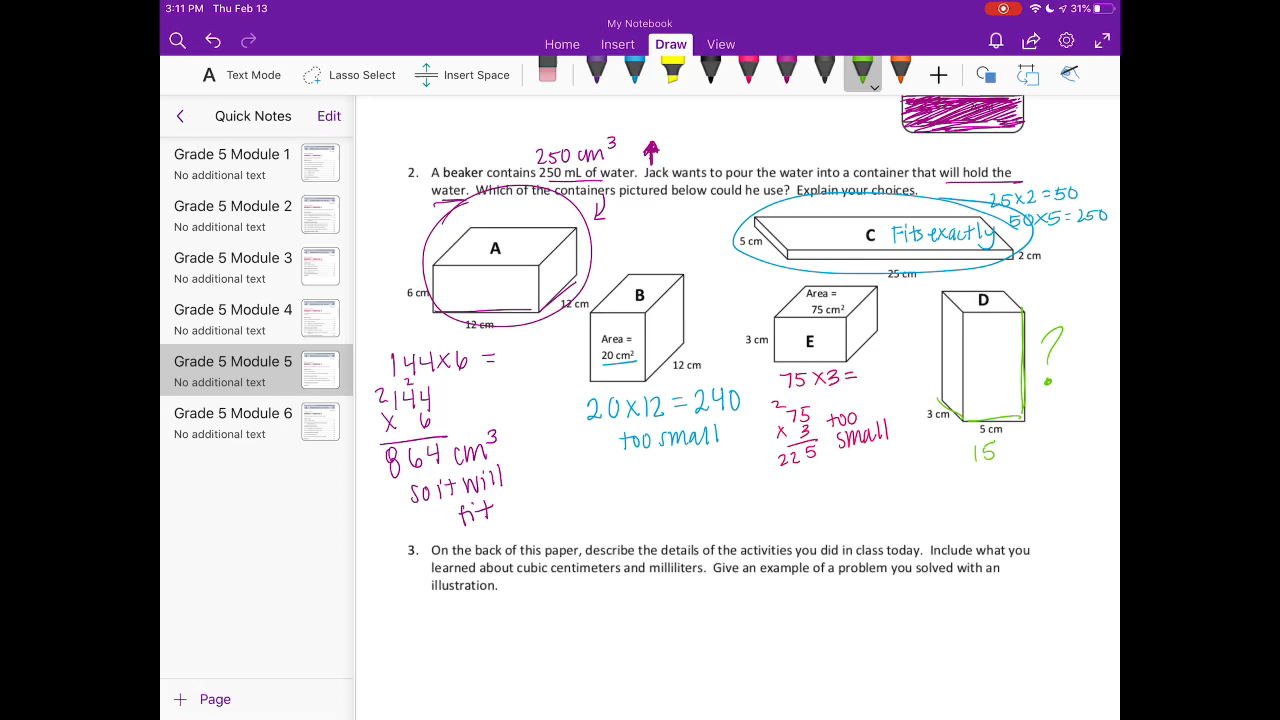 3:11 PM Thu Feb 13
31%
My Notebook
Home Insert Draw View
A Text Mode
Lasso Select
Insert Space
Quick Notes
Edit
Grade 5 Module 1
No additional text
Grade 5 Module 2
No additional text
Grade 5 Module 3
No additional text
Grade 5 Module 4
No additional text
Grade 5 Module 5
No additional text
Grade 5 Module 6
No additional text
+ Page
250 cm³
2. A beaker contains 250 mL of water. Jack wants to pour the water into a container that will hold the
water. Which of the containers pictured below could he use? Explain your choices.
25x2=50
50x5=250
A
6 cm
12 cm
12 cm
C Fits exactly
5 cm
2 cm
25 cm
B
Area =
20 cm²
12 cm
Area =
75 cm²
3 cm
E
D
3 cm
5 cm
?
15
144x6 =
2
2
144
x 6
864 cm³
so it will
fit
20x12=240
too small
75x3=
2
75
x 3
225
too
small
3. On the back of this paper, describe the details of the activities you did in class today. Include what you
learned about cubic centimeters and milliliters. Give an example of a problem you solved with an
illustration.